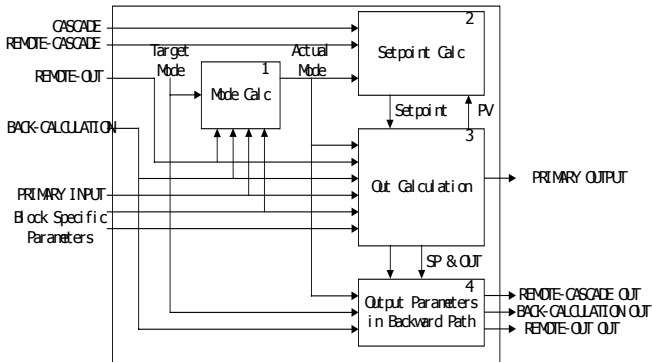 CASCADE
REMOTE-CASCADE
REMOTE-OUT
BACK-CALCULATION
PRIMARY INPUT
Block Specific
Parameters
Target
Mode
1
Mode Calc
Actual
Mode
2
Setpoint Calc
Setpoint
PV
3
Out Calculation
PRIMARY OUTPUT
SP & OUT
4
Output Parameters
in Backward Path
REMOTE-CASCADE OUT
BACK-CALCULATION OUT
REMOTE-OUT OUT